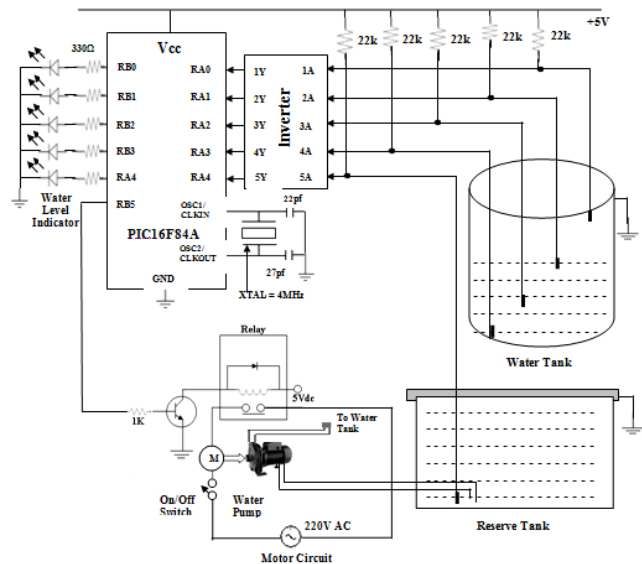 +5V
22k 22k 22k 22k 22k
330Ω
Vcc
RB0 RA0 1Y 1A
RB1 RA1 2Y 2A
RB2 RA2 3Y 3A
RB3 RA3 4Y 4A
RA4 RA4 5Y 5A
Inverter
RB5
Water
Level
Indicator
OSC1/
CLKIN
22pf
PIC16F84A
OSC2/
CLKOUT
27pf
GND
XTAL = 4MHz
Water Tank
Relay
5Vdc
1K
To Water
Tank
M
On/Off
Switch
Water
Pump
220V AC
Motor Circuit
Reserve Tank